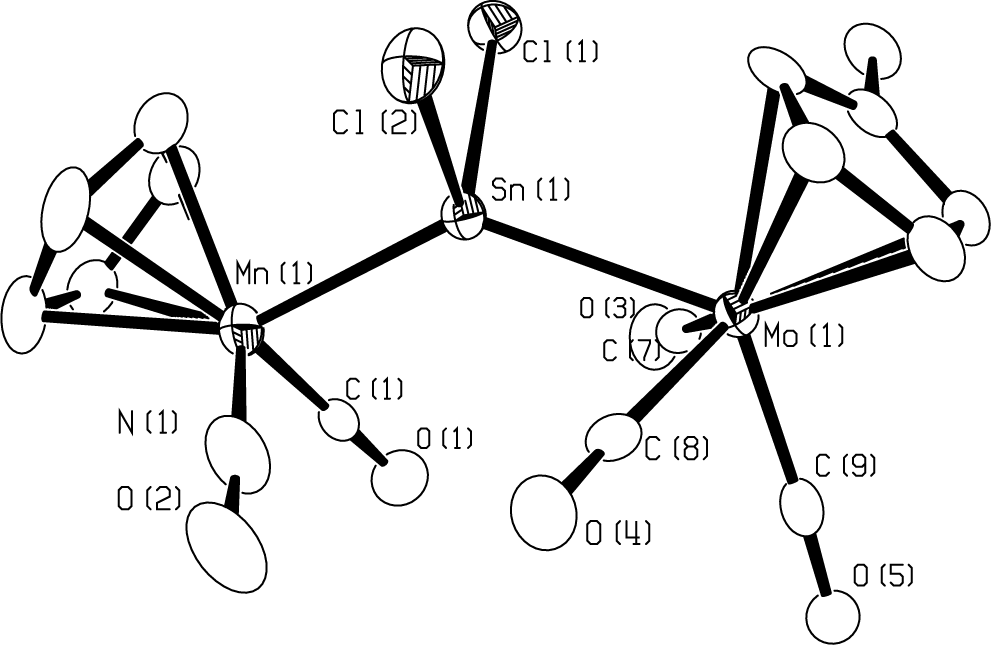 Cl(1)
Cl(2)
Sn(1)
Mn(1)
O(3)
Mo(1)
C(7)
C(1)
N(1)
O(1)
C(8)
C(9)
O(2)
O(4)
O(5)